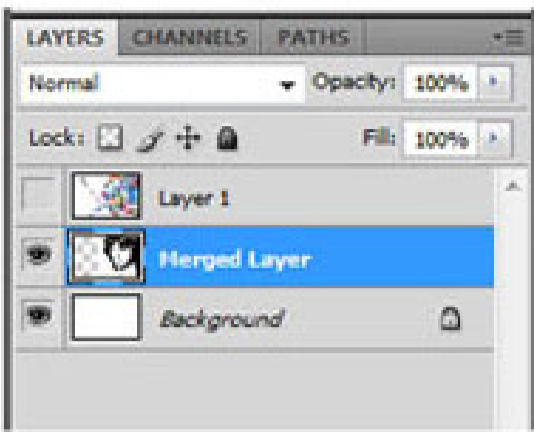 LAYERS CHANNELS PATHS
Normal Opacity: 100%
Lock: Fill: 100%
Layer 1
Merged Layer
Background